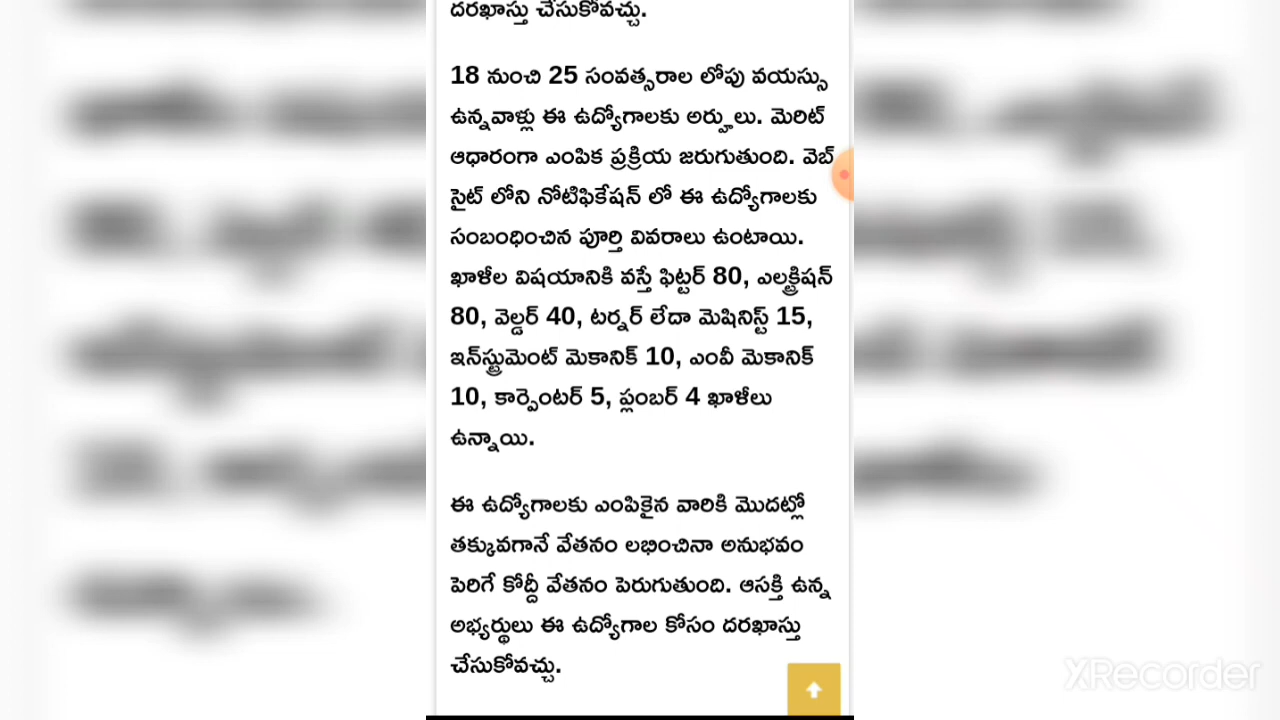 దరఖాస్తు చేసుకోవచ్చు.
18 నుంచి 25 సంవత్సరాల లోపు వయస్సు
ఉన్నవాళ్లు ఈ ఉద్యోగాలకు అర్హులు. మెరిట్
ఆధారంగా ఎంపిక ప్రక్రియ జరుగుతుంది. వెబ్
సైట్ లోని నోటిఫికేషన్ లో ఈ ఉద్యోగాలకు
సంబంధించిన పూర్తి వివరాలు ఉంటాయి.
ఖాళీల విషయానికి వస్తే ఫిట్టర్ 80, ఎలక్ట్రిషన్
80, వెల్డర్ 40, టర్నర్ లేదా మెషినిస్ట్ 15,
ఇన్‌స్ట్రుమెంట్ మెకానిక్ 10, ఎంవీ మెకానిక్
10, కార్పెంటర్ 5, ప్లంబర్ 4 ఖాళీలు
ఉన్నాయి.
ఈ ఉద్యోగాలకు ఎంపికైన వారికి మొదట్లో
తక్కువగానే వేతనం లభించినా అనుభవం
పెరిగే కోద్దీ వేతనం పెరుగుతుంది. ఆసక్తి ఉన్న
అభ్యర్థులు ఈ ఉద్యోగాల కోసం దరఖాస్తు
చేసుకోవచ్చు.
XRecorder